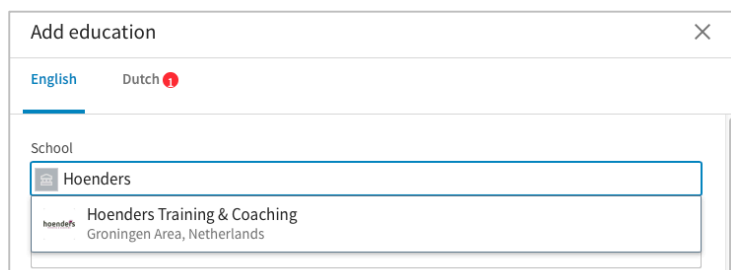 Add education
English Dutch 1
School
Hoenders
hoenders Hoenders Training & Coaching
Groningen Area, Netherlands